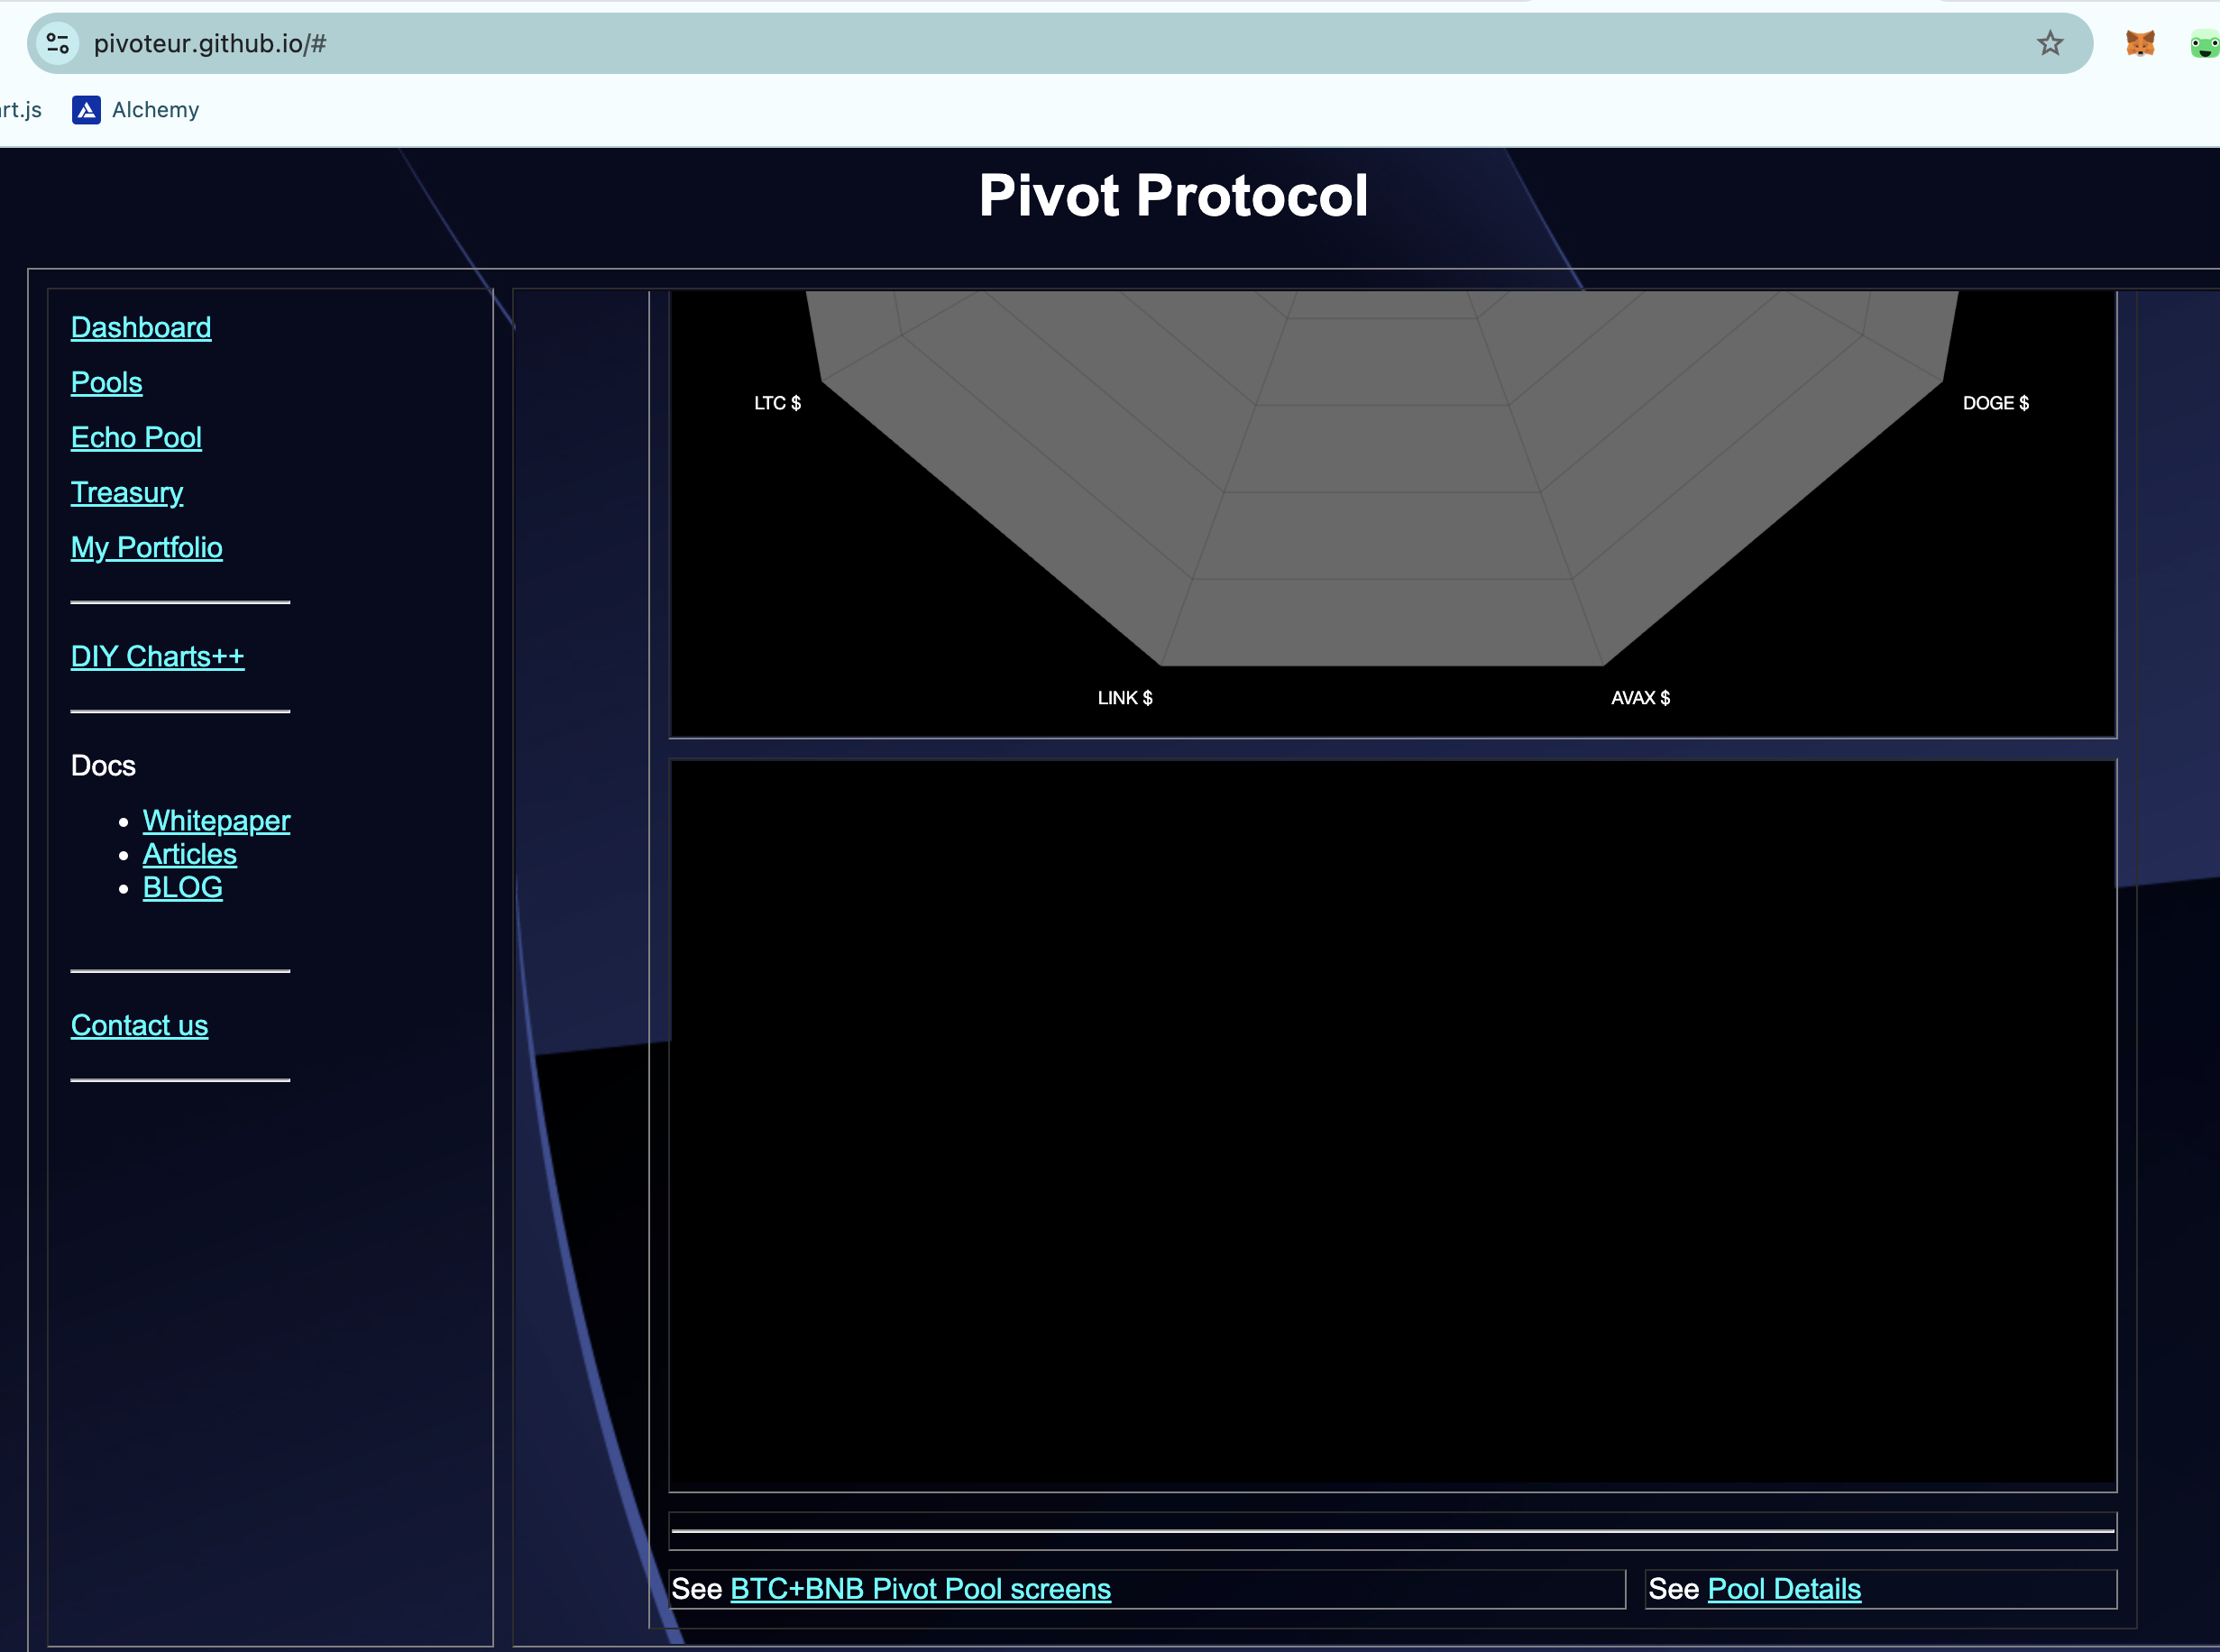 pivoteur.github.io/#
rt.js Alchemy
Pivot Protocol
Dashboard
Pools
Echo Pool
Treasury
My Portfolio
DIY Charts++
Docs
Whitepaper
Articles
BLOG
Contact us
LTC $
DOGE $
LINK $
AVAX $
See BTC+BNB Pivot Pool screens
See Pool Details